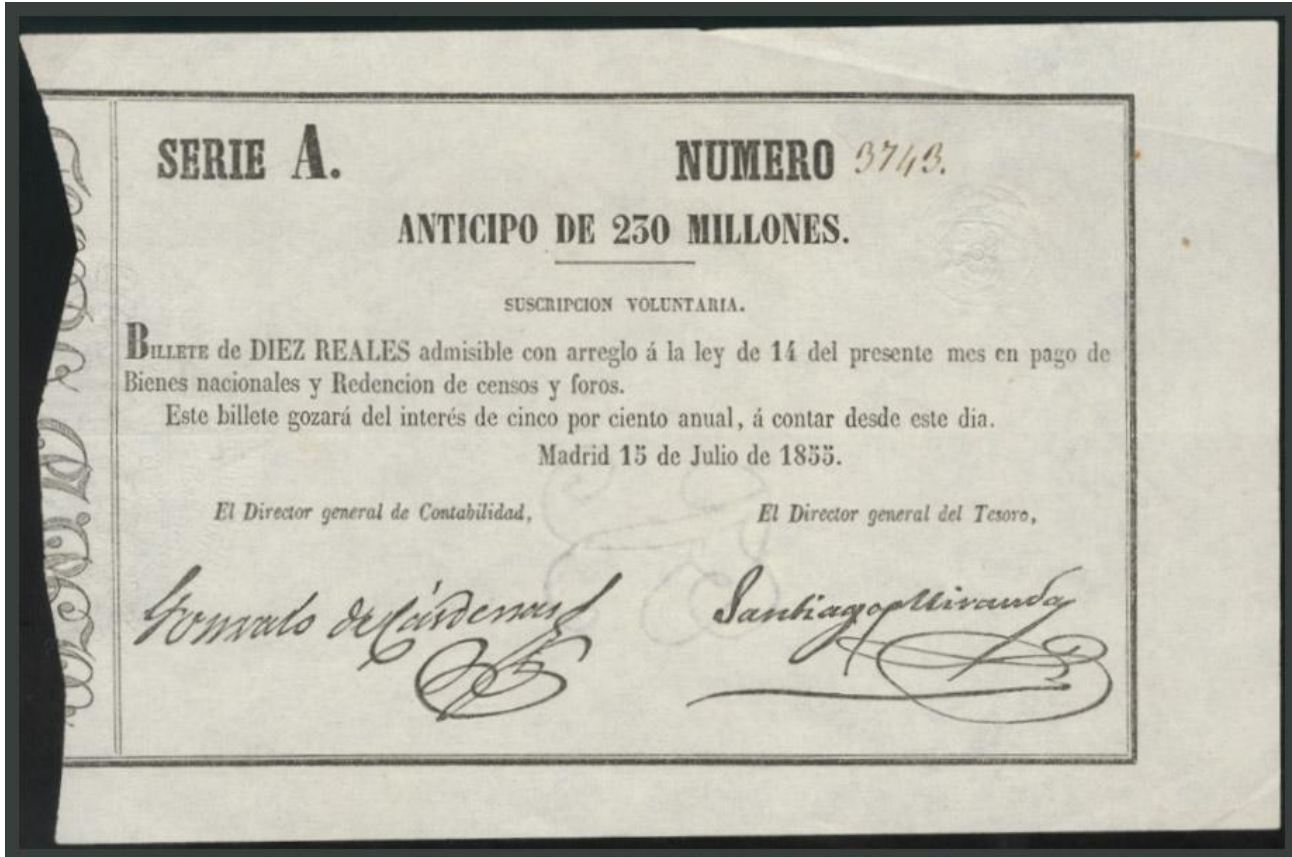 SERIE A.
NUMERO 3743.
ANTICIPO DE 230 MILLONES.
SUSCRIPCION VOLUNTARIA.
BILLETE de DIEZ REALES admisible con arreglo á la ley de 14 del presente mes en pago de
Bienes nacionales y Redencion de censos y foros.
Este billete gozará del interés de cinco por ciento anual, á contar desde este dia.
Madrid 15 de Julio de 1855.
El Director general de Contabilidad,
El Director general del Tesoro,
Gonzalo de Cárdenas
Santiago Miranda